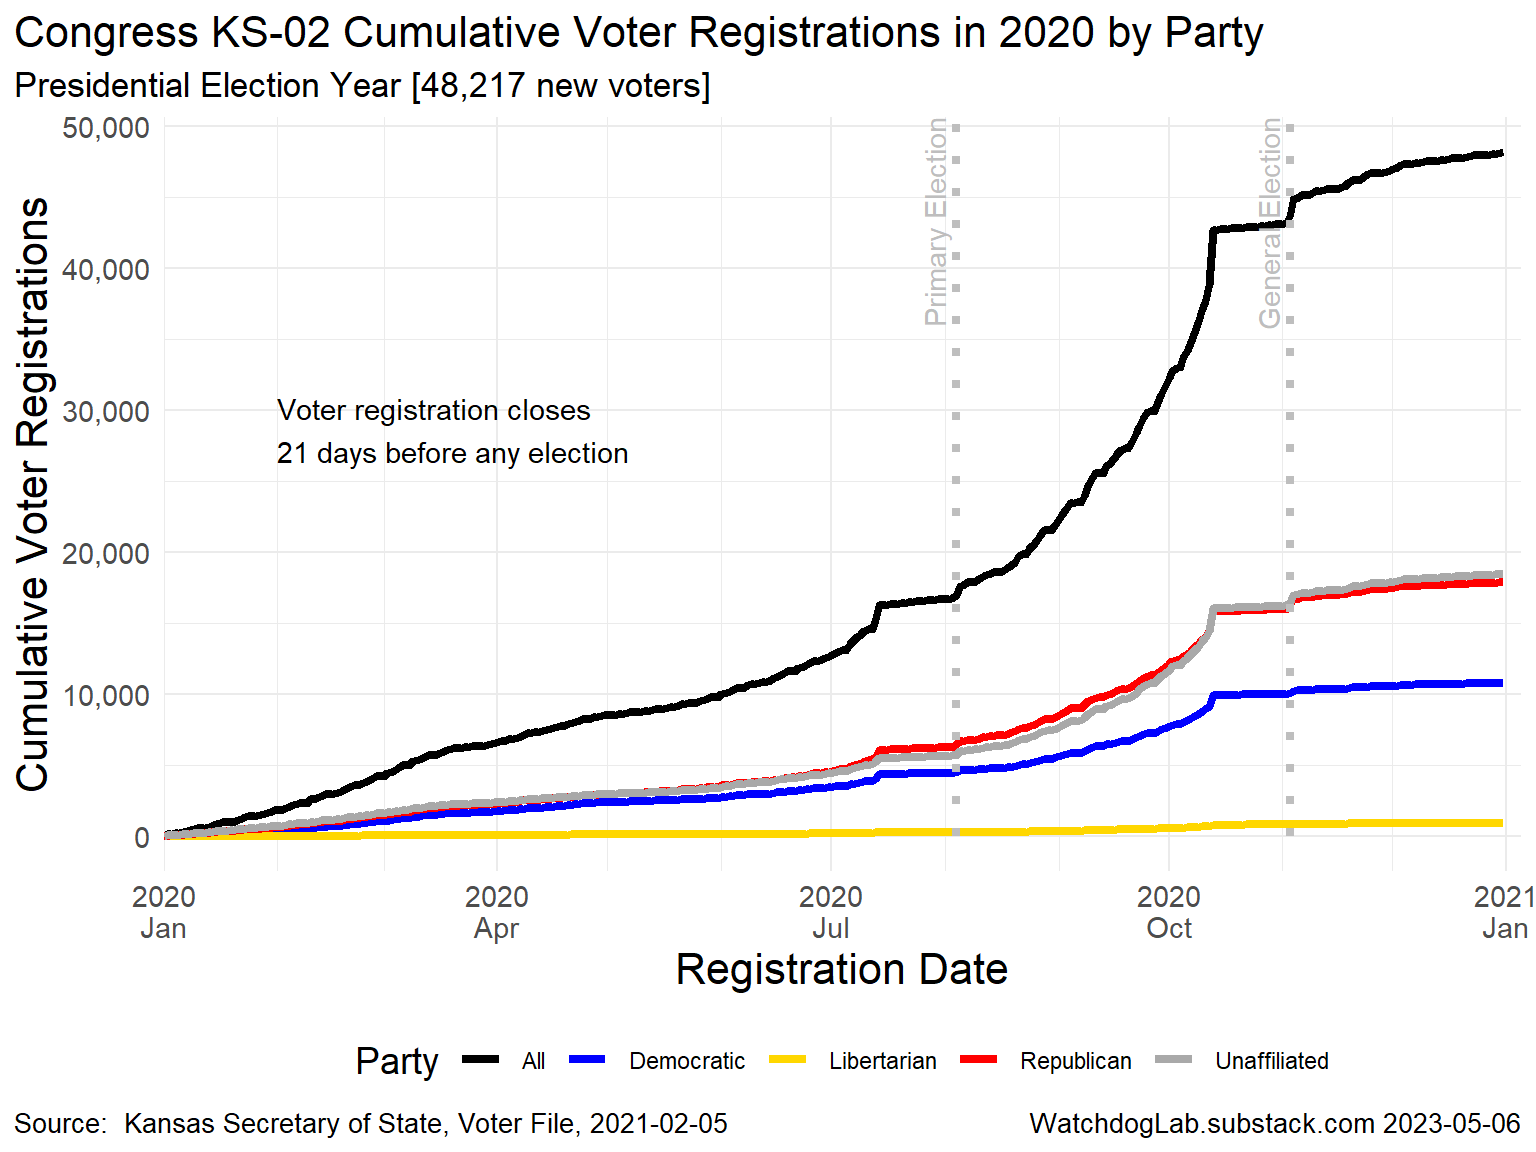 Congress KS-02 Cumulative Voter Registrations in 2020 by Party
Presidential Election Year [48,217 new voters]
Cumulative Voter Registrations
50,000
40,000
30,000
20,000
10,000
0
Primary Election
General Election
Voter registration closes
21 days before any election
2020 2020 2020 2020 2021
Jan Apr Jul Oct Jan
Registration Date
Party All Democratic Libertarian Republican Unaffiliated
Source:  Kansas Secretary of State, Voter File, 2021-02-05
WatchdogLab.substack.com 2023-05-06